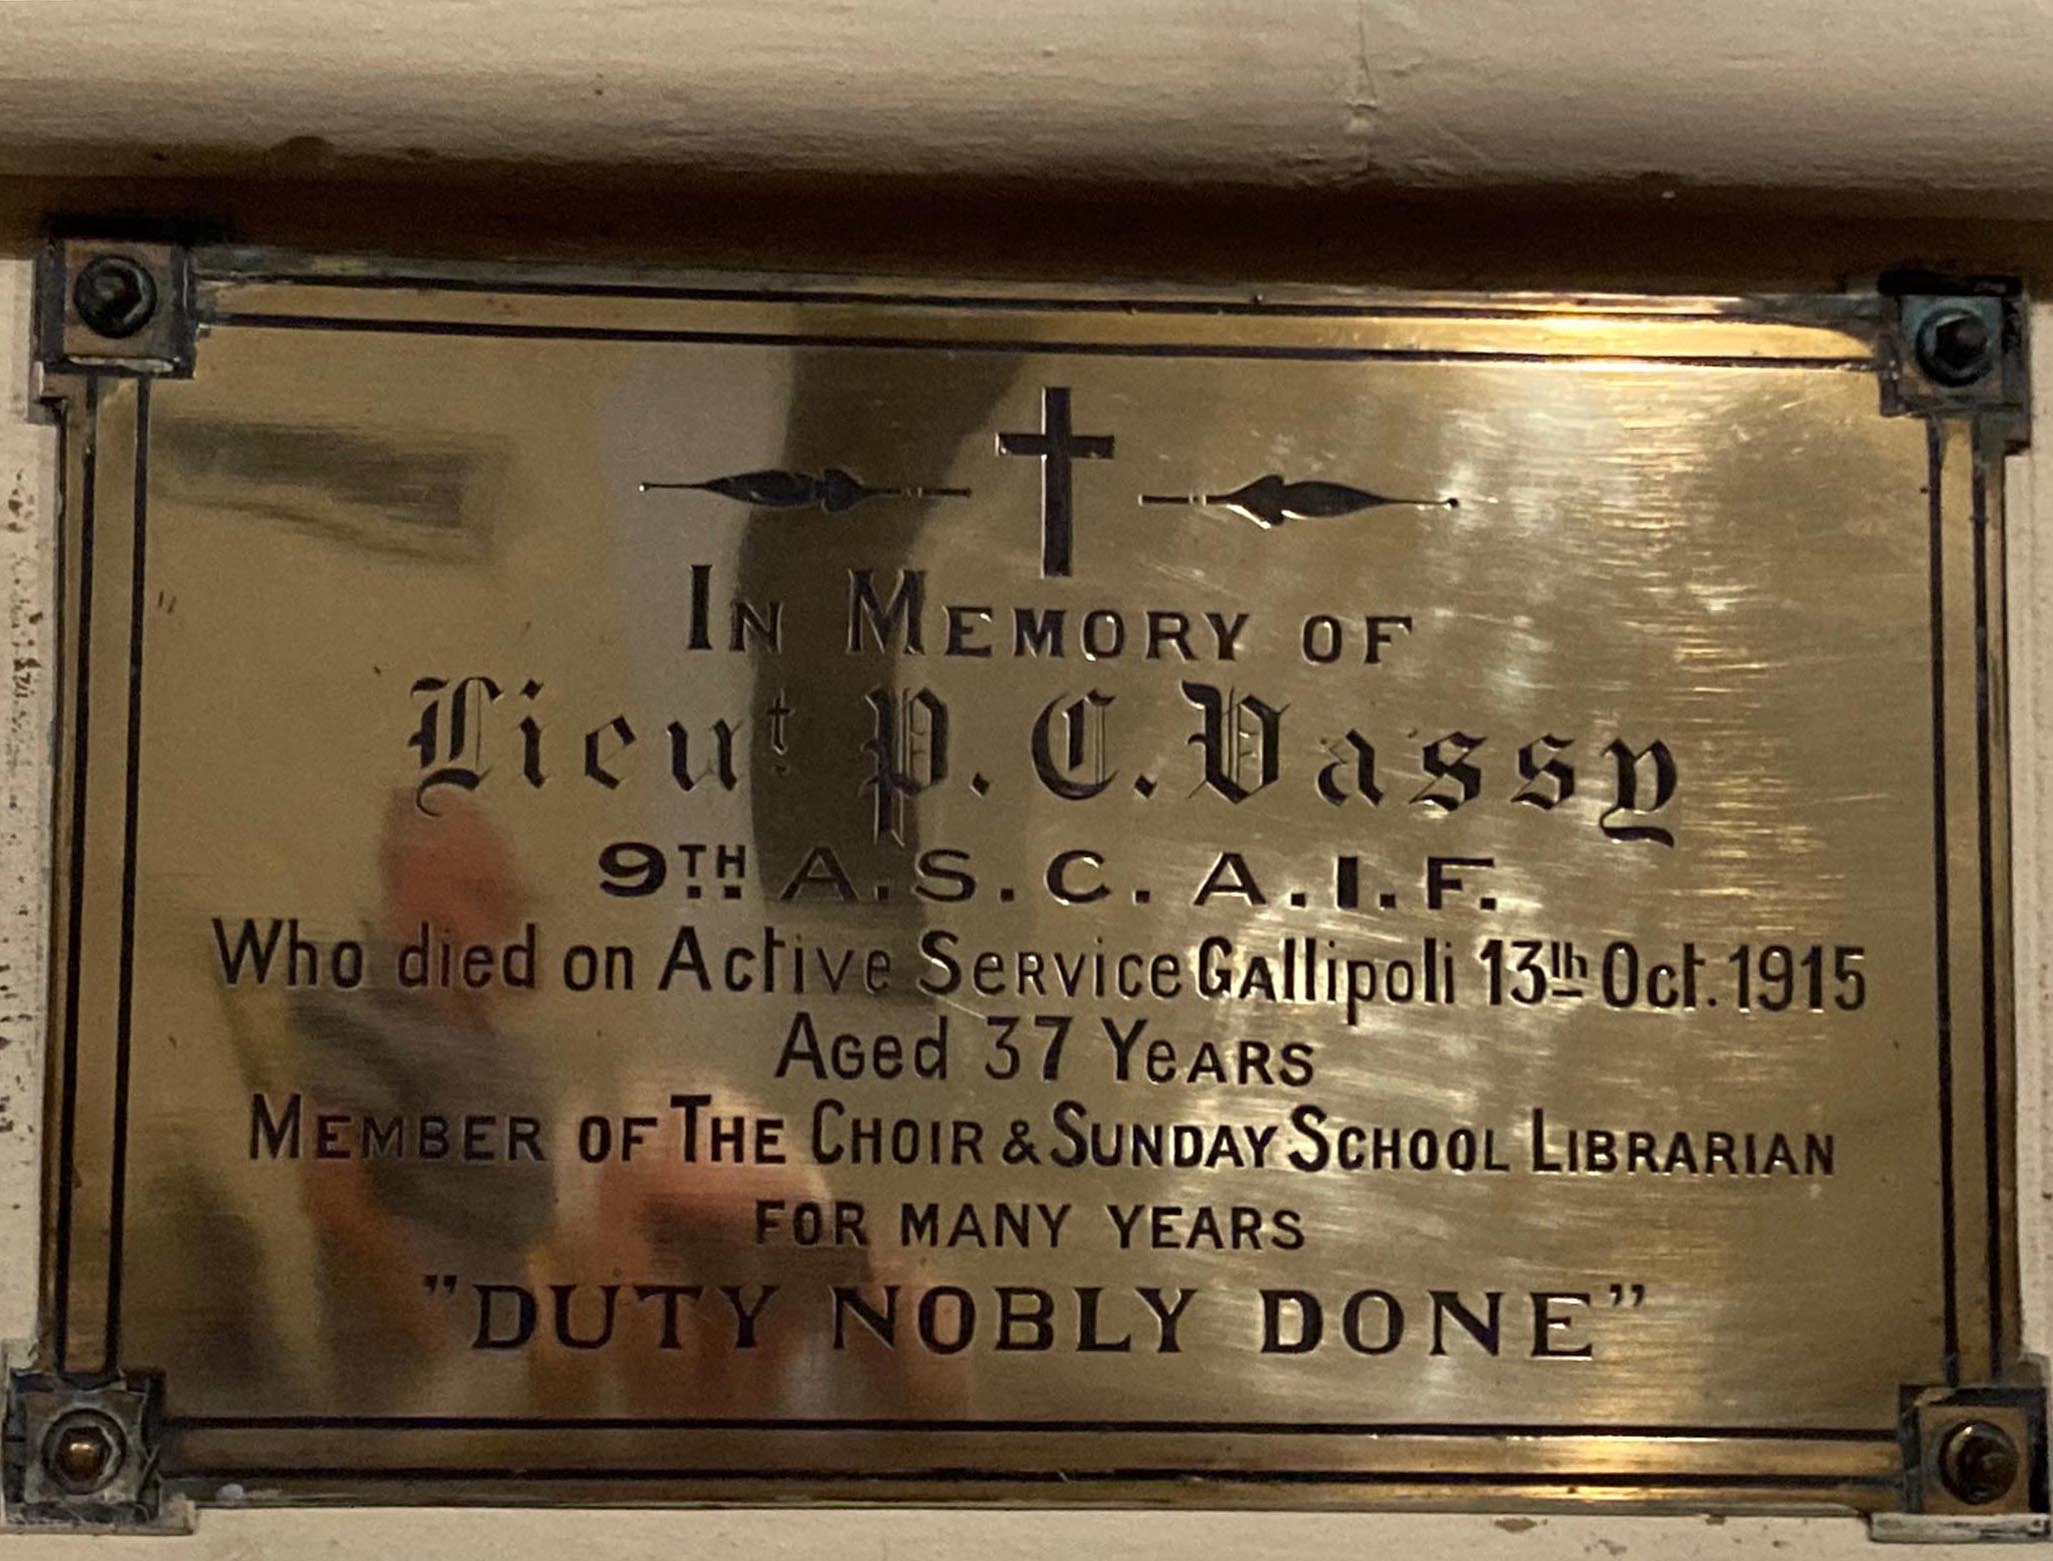 In Memory of
Lieut. P. C. Vassy
9TH A.S.C. A.I.F.
Who died on Active Service Gallipoli 13th Oct. 1915
Aged 37 Years
Member of The Choir & Sunday School Librarian
for many years
"DUTY NOBLY DONE"